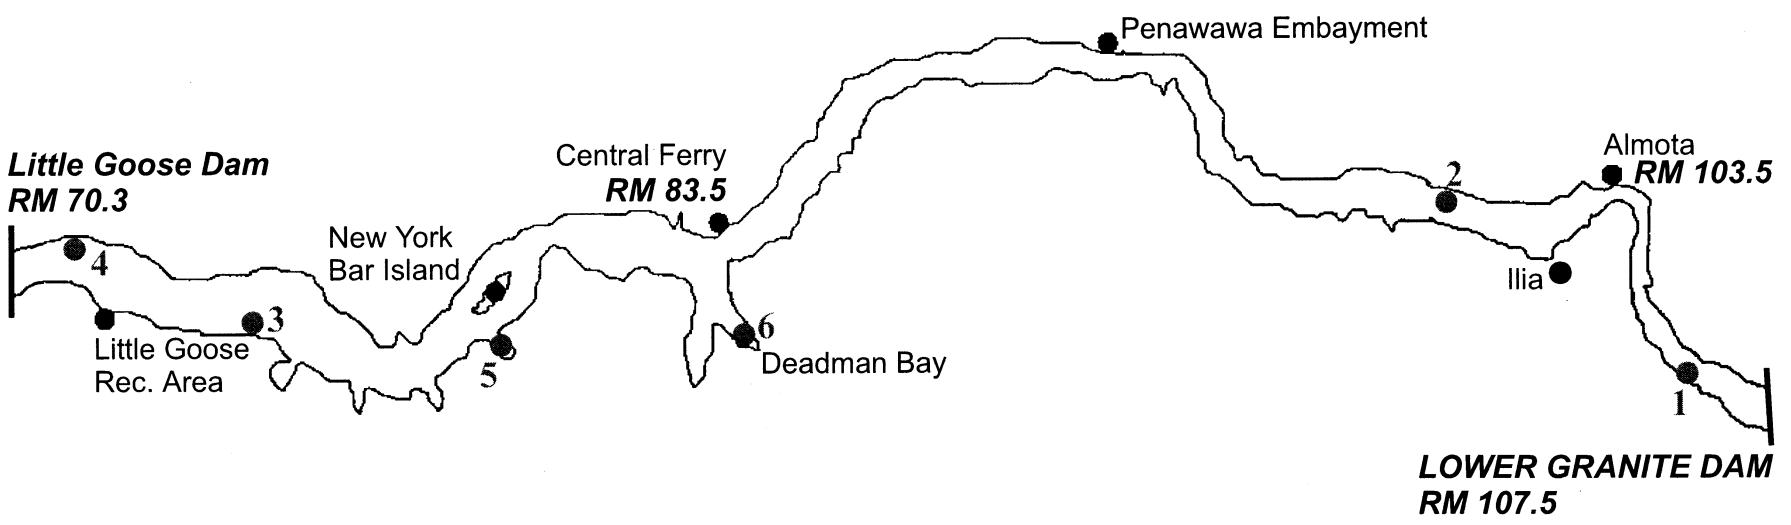 Penawawa Embayment
Central Ferry
RM 83.5
Almota
RM 103.5
Little Goose Dam
RM 70.3
2
New York
Bar Island
4
Ilia
3
6
Little Goose
Rec. Area
5
Deadman Bay
1
LOWER GRANITE DAM
RM 107.5